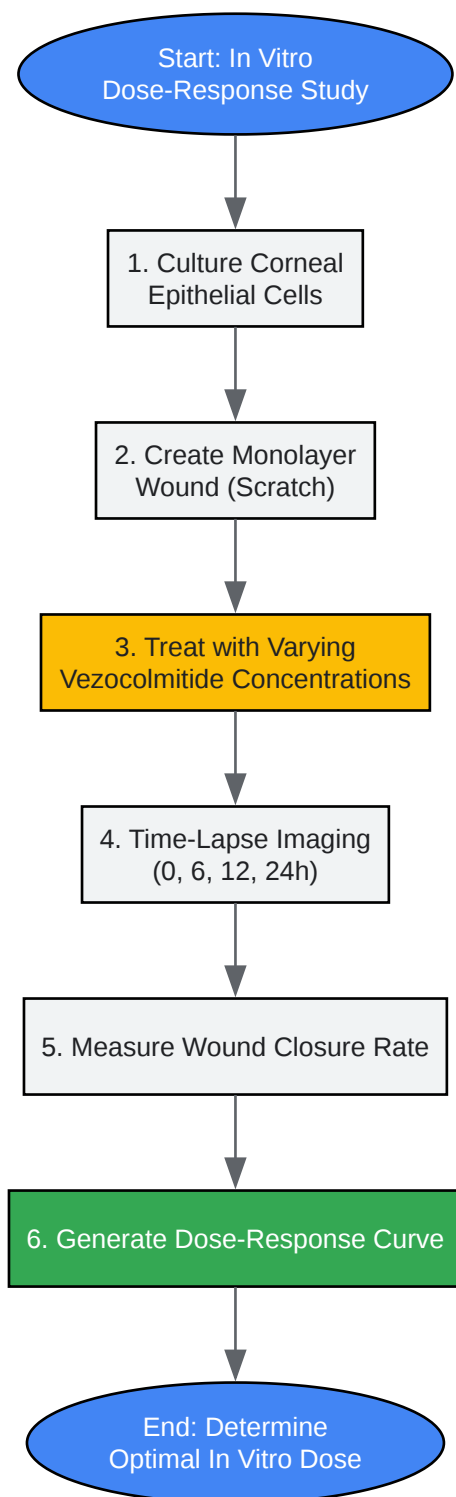 Start: In Vitro
Dose-Response Study
1. Culture Corneal
Epithelial Cells
2. Create Monolayer
Wound (Scratch)
3. Treat with Varying
Vezocolmitide Concentrations
4. Time-Lapse Imaging
(0, 6, 12, 24h)
5. Measure Wound Closure Rate
6. Generate Dose-Response Curve
End: Determine
Optimal In Vitro Dose